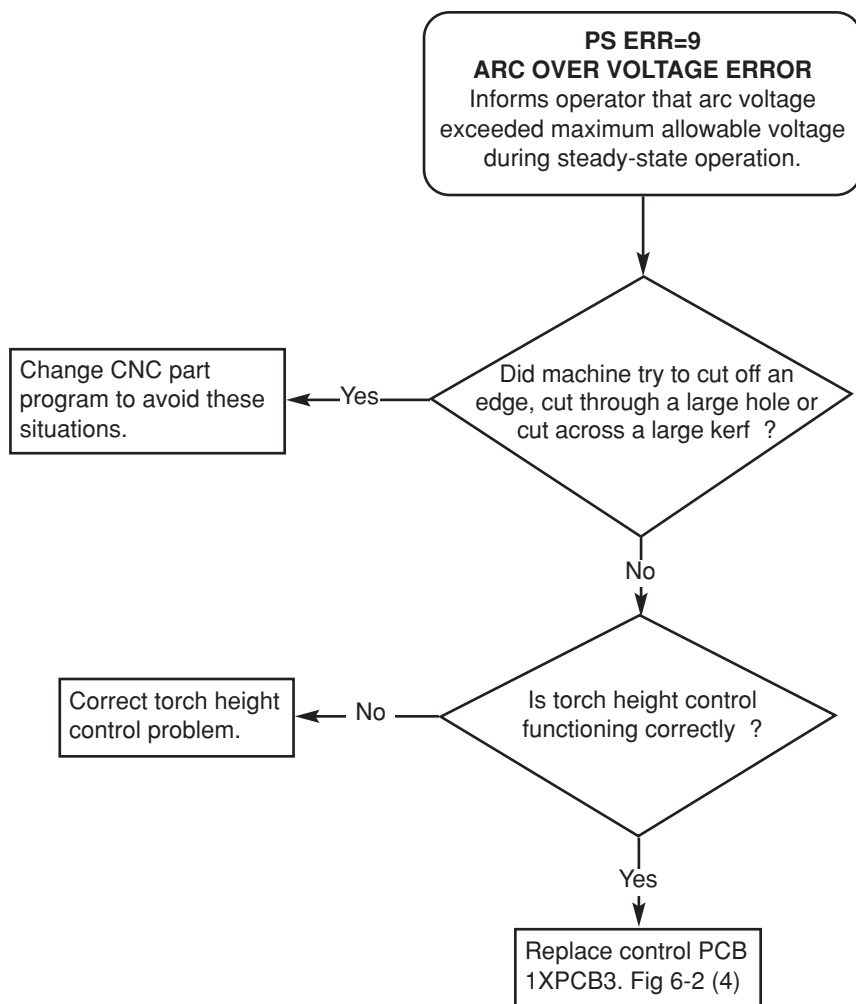 PS ERR=9
ARC OVER VOLTAGE ERROR
Informs operator that arc voltage
exceeded maximum allowable voltage
during steady-state operation.
Did machine try to cut off an
edge, cut through a large hole or
cut across a large kerf ?
Yes
Change CNC part
program to avoid these
situations.
No
Is torch height control
functioning correctly ?
No
Correct torch height
control problem.
Yes
Replace control PCB
1XPCB3. Fig 6-2 (4)